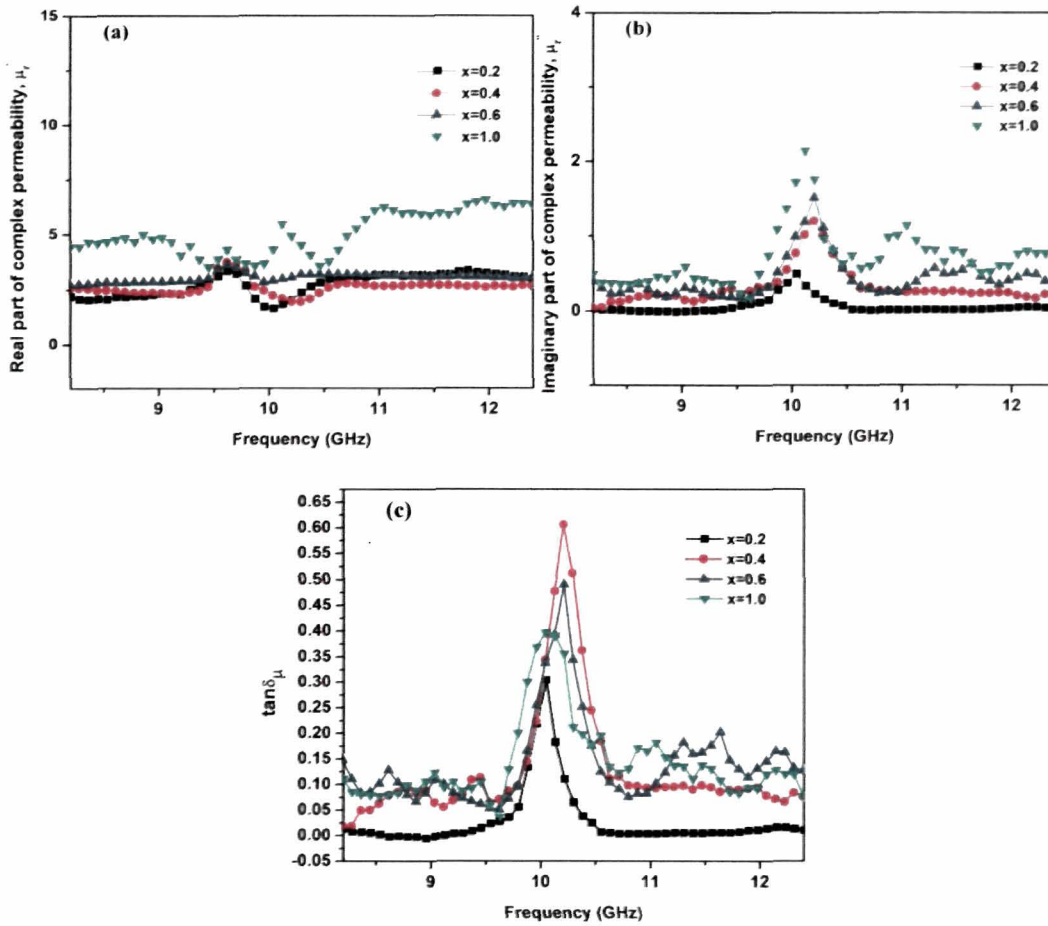 (a)
x=0.2
x=0.4
x=0.6
x=1.0
15
10
5
0
Real part of complex permeability, μr'
9
10
11
12
Frequency (GHz)
(b)
x=0.2
x=0.4
x=0.6
x=1.0
4
2
0
Imaginary part of complex permeability, μr''
9
10
11
12
Frequency (GHz)
(c)
x=0.2
x=0.4
x=0.6
x=1.0
0.65
0.60
0.55
0.50
0.45
0.40
0.35
0.30
0.25
0.20
0.15
0.10
0.05
0.00
-0.05
tanδμ
9
10
11
12
Frequency (GHz)